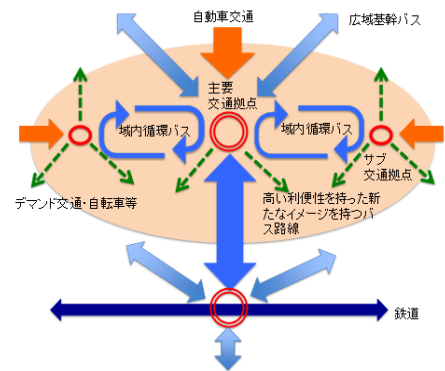 自動車交通
広域基幹バス
主要
交通拠点
域内循環バス
域内循環バス
サブ
交通拠点
デマンド交通・自転車等
高い利便性を持った新
たなイメージを持つバ
ス路線
鉄道